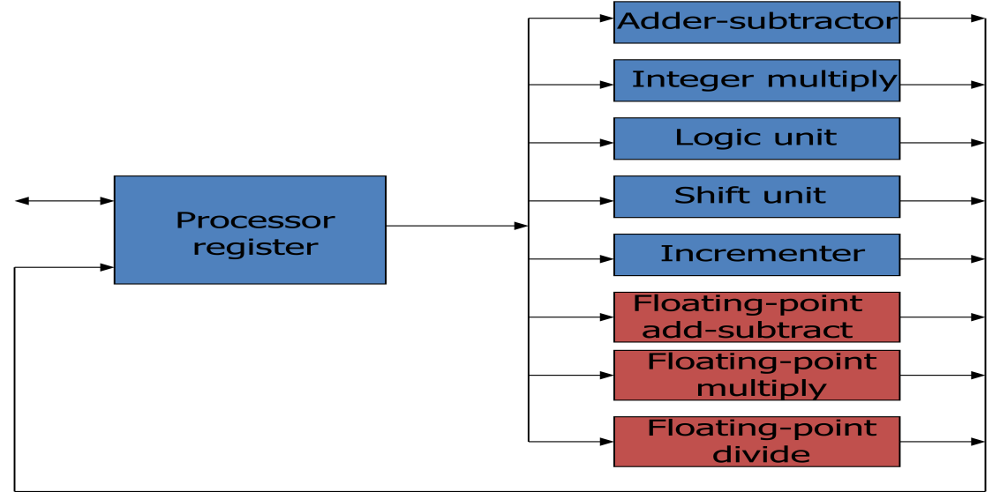 Adder-subtractor
Integer multiply
Logic unit
Shift unit
Processor
register
Incrementer
Floating-point
add-subtract
Floating-point
multiply
Floating-point
divide